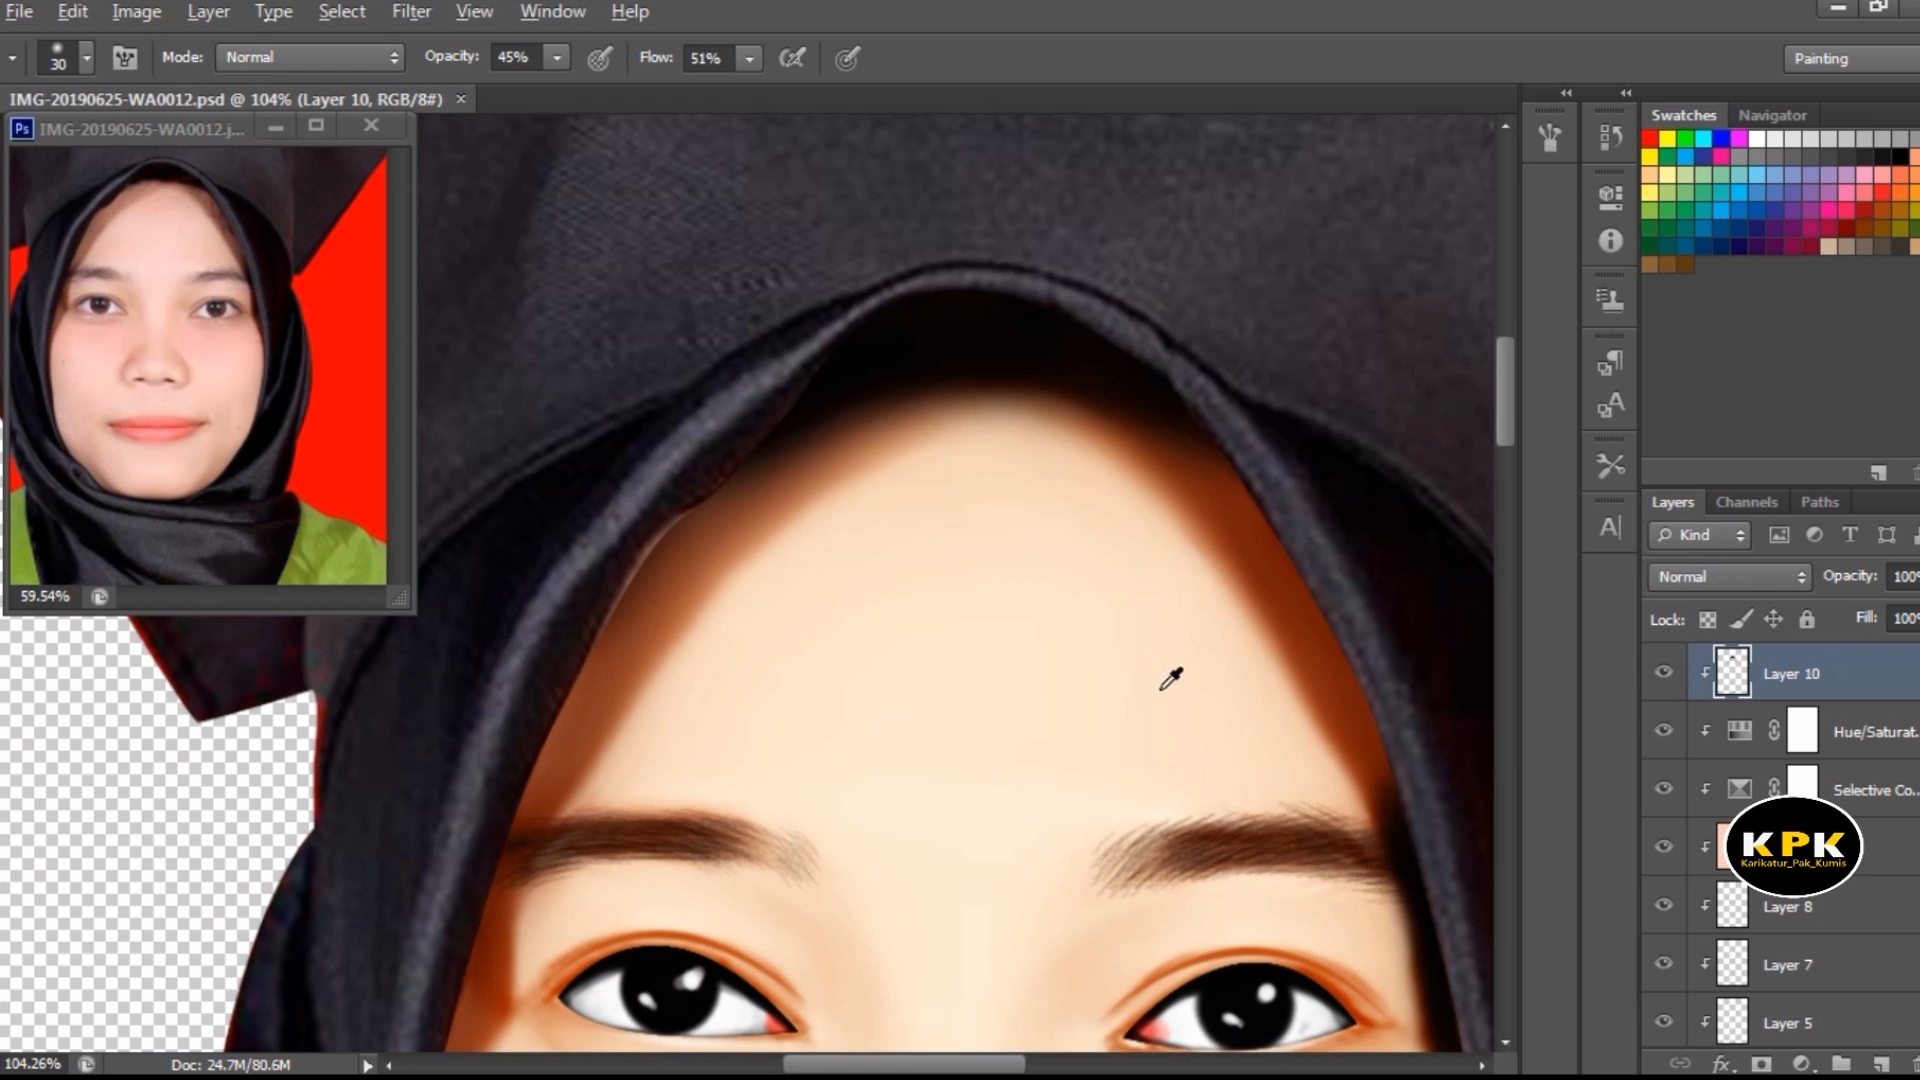 File Edit Image Layer Type Select Filter View Window Help
30 Mode: Normal Opacity: 45% Flow: 51% Painting
IMG-20190625-WA0012.psd @ 104% (Layer 10, RGB/8#) ×
Ps IMG-20190625-WA0012.j...
59.54%
Swatches Navigator
Layers Channels Paths
Kind
Normal Opacity: 100%
Lock: Fill: 100%
Layer 10
Hue/Saturat...
Selective Co...
KPK
Karikatur_Pak_Kumis
Layer 8
Layer 7
Layer 5
fx
104.26% Doc: 24.7M/80.6M